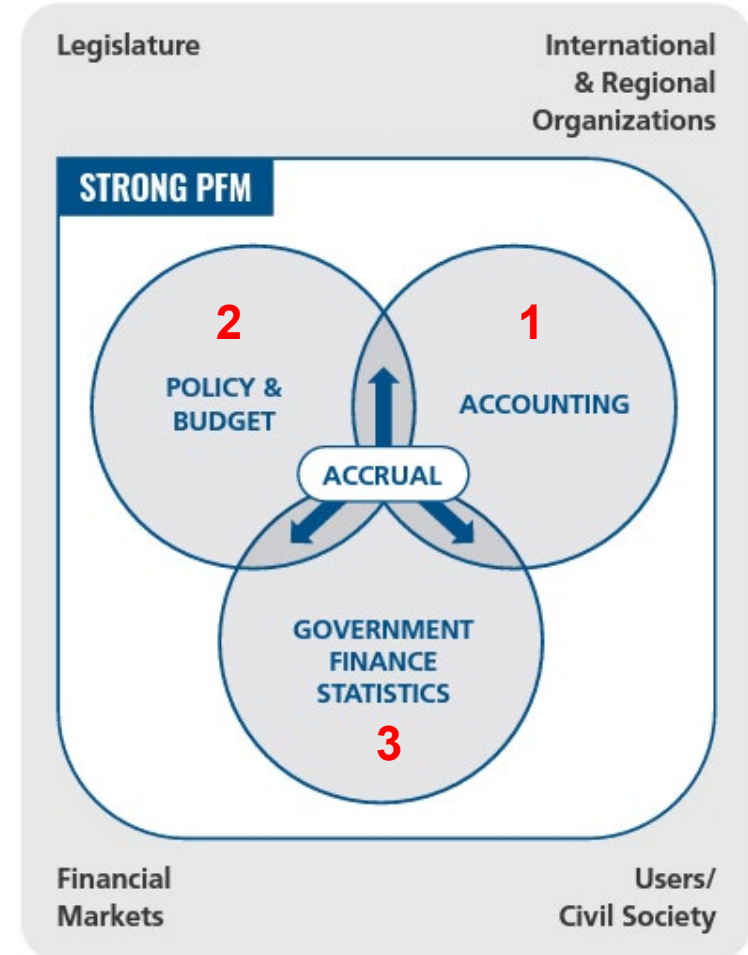 Legislature
International
& Regional
Organizations
STRONG PFM
2
POLICY &
BUDGET
1
ACCOUNTING
ACCRUAL
GOVERNMENT
FINANCE
STATISTICS
3
Financial
Markets
Users/
Civil Society